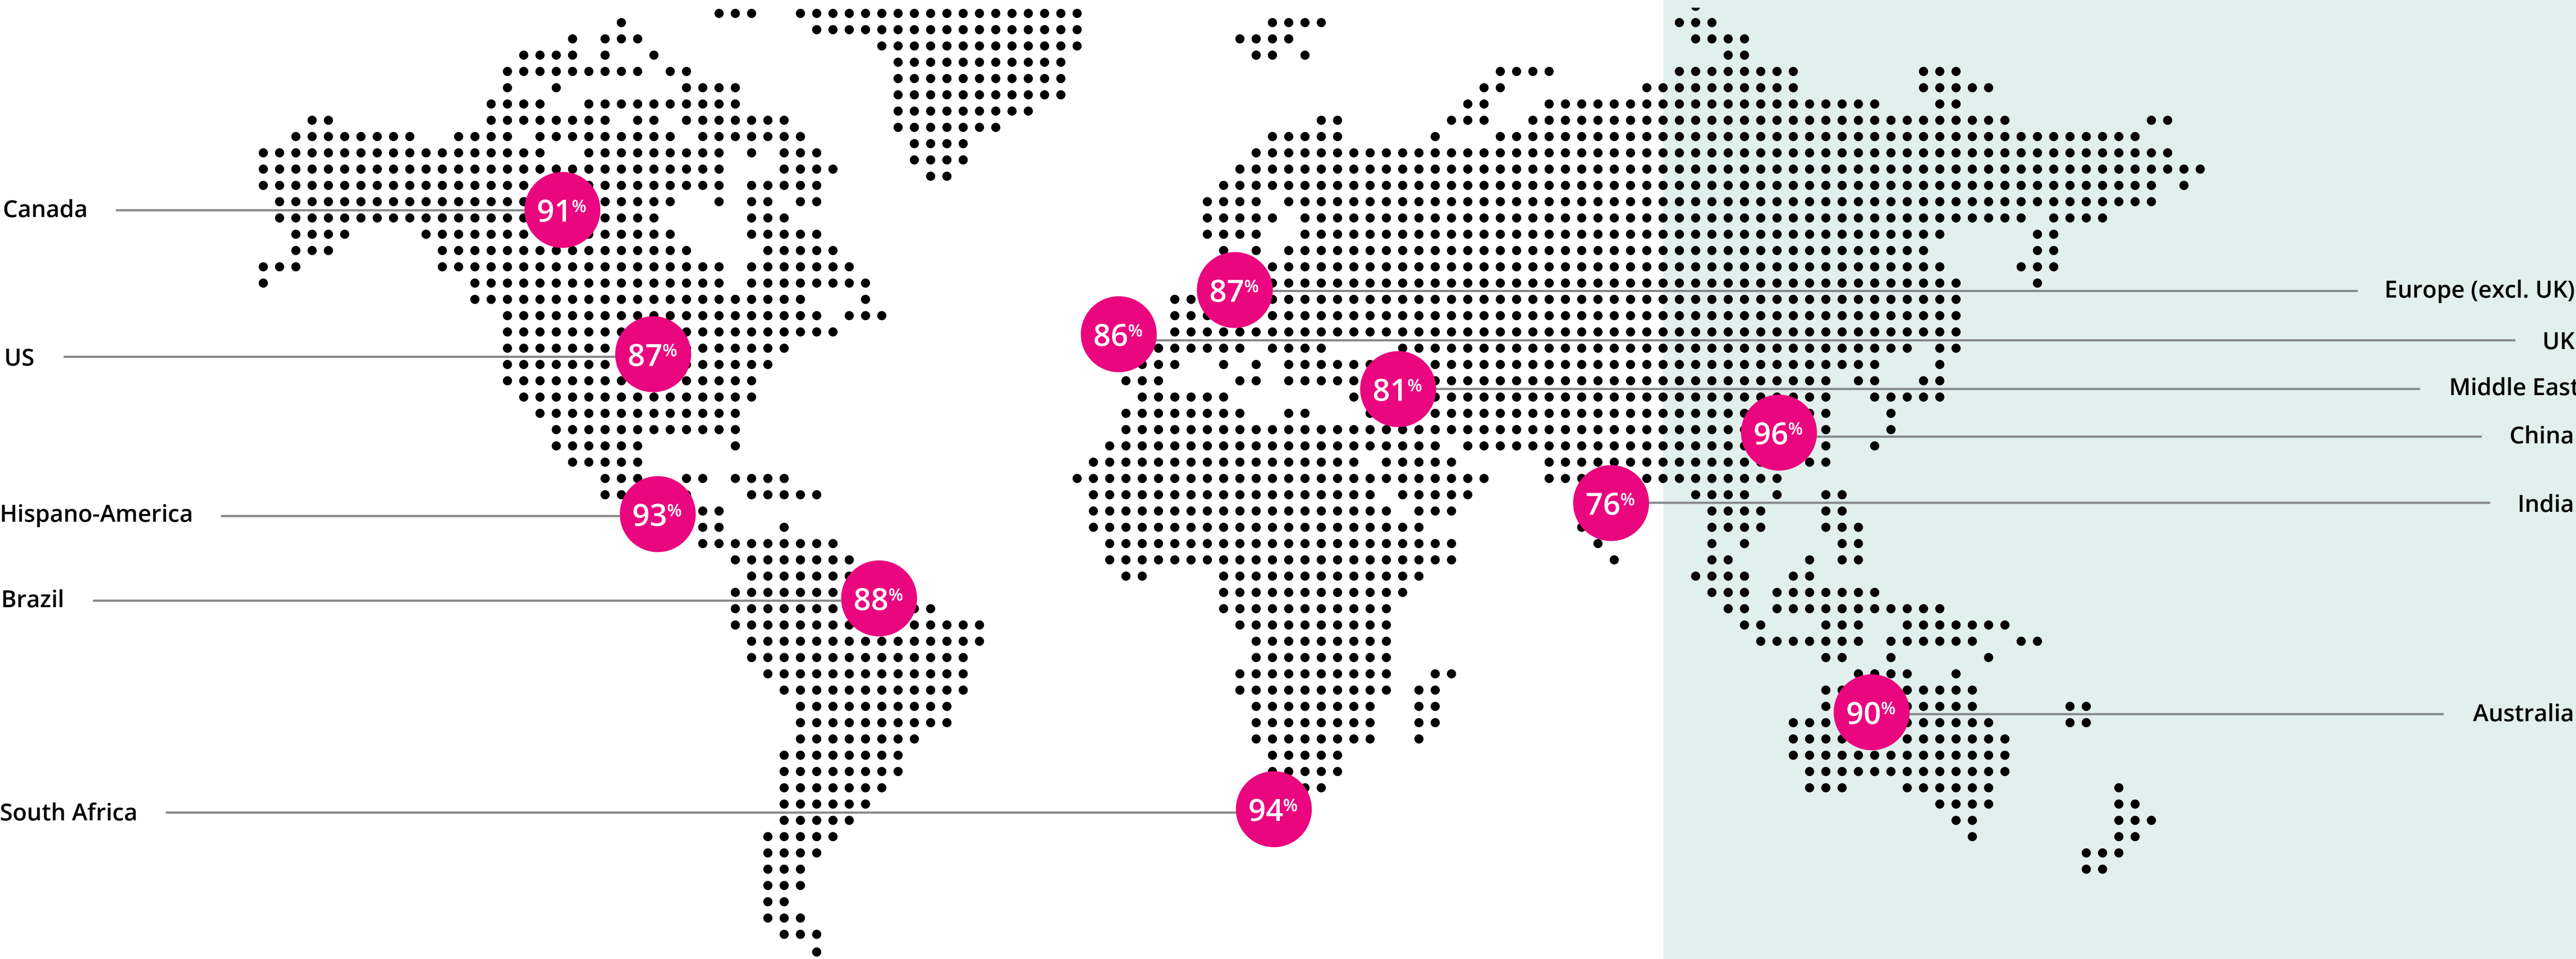 Canada 91%
Europe (excl. UK) 87%
UK 86%
US 87%
Middle East 81%
China 96%
India 76%
Hispano-America 93%
Brazil 88%
Australia 90%
South Africa 94%